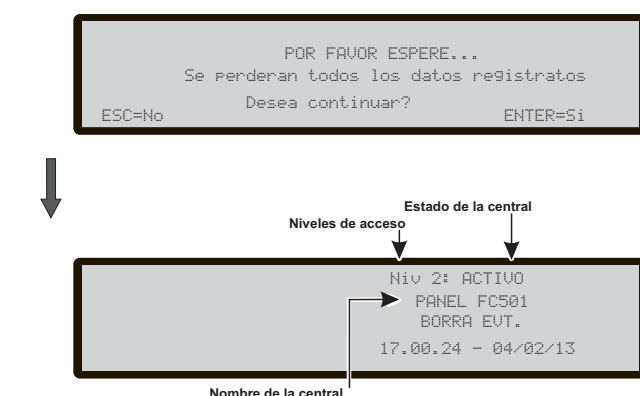 POR FAVOR ESPERE...
Se perderan todos los datos registratos
Desea continuar?
ESC=No ENTER=Si
Estado de la central
Niveles de acceso
Niv 2: ACTIVO
PANEL FC501
BORRA EVT.
17.00.24 - 04/02/13
Nombre de la central